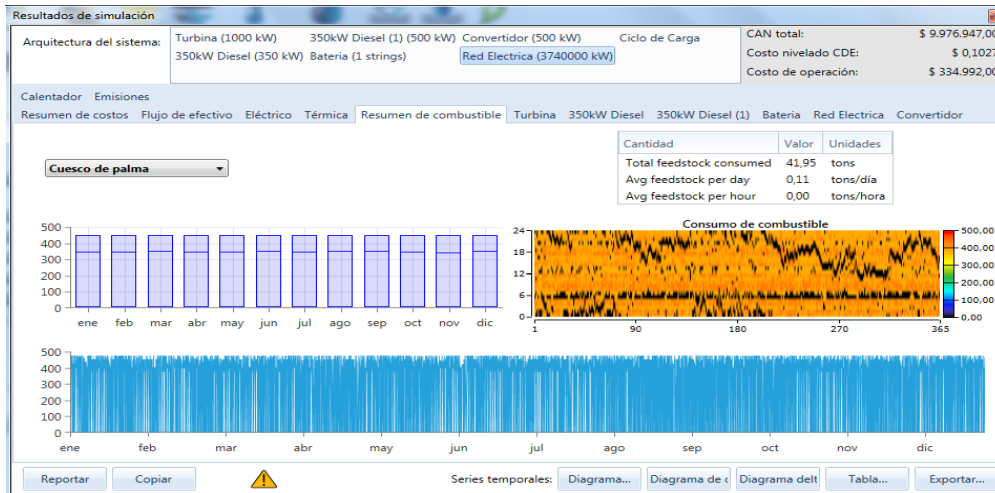 Resultados de simulación
Arquitectura del sistema:
Turbina (1000 kW) 350kW Diesel (1) (500 kW) Convertidor (500 kW) Ciclo de Carga
350kW Diesel (350 kW) Bateria (1 strings) Red Electrica (3740000 kW)
CAN total: $ 9.976.947,00
Costo nivelado CDE: $ 0,1027
Costo de operación: $ 334.992,00
Calentador Emisiones
Resumen de costos Flujo de efectivo Eléctrico Térmica Resumen de combustible Turbina 350kW Diesel 350kW Diesel (1) Bateria Red Electrica Convertidor
Cuesco de palma
Cantidad Valor Unidades
Total feedstock consumed 41,95 tons
Avg feedstock per day 0,11 tons/día
Avg feedstock per hour 0,00 tons/hora
500
400
300
200
100
0
ene feb mar abr may jun jul ago sep oct nov dic
Consumo de combustible
24
18
12
6
0
1 90 180 270 365
500,00
400,00
300,00
200,00
100,00
0,00
500
400
300
200
100
0
ene feb mar abr may jun jul ago sep oct nov dic
Reportar Copiar Series temporales: Diagrama... Diagrama de c Diagrama delt Tabla... Exportar...